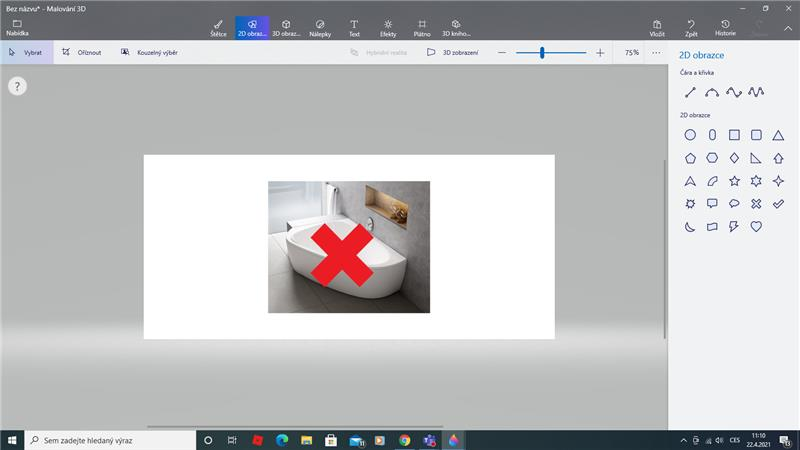 Bez názvu* - Malování 3D
Nabídka
Štětce
2D obraz...
3D obraz...
Nálepky
Text
Efekty
Plátno
3D kniho...
Vložit
Zpět
Historie
Vybrat
Oříznout
Kouzelný výběr
Hybridní realita
3D zobrazení
75%
2D obrazce
Čára a křivka
2D obrazce
?
Sem zadejte hledaný výraz
11
CES
11:10
22.4.2021